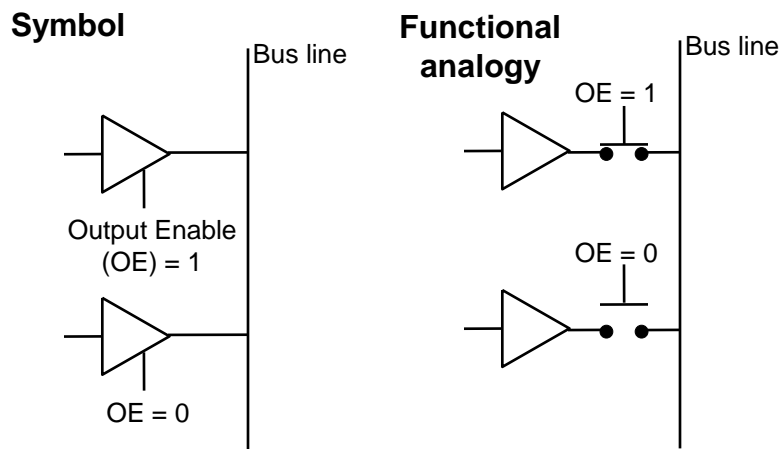 Symbol
Bus line
Output Enable
(OE) = 1
OE = 0
Functional
analogy
Bus line
OE = 1
OE = 0